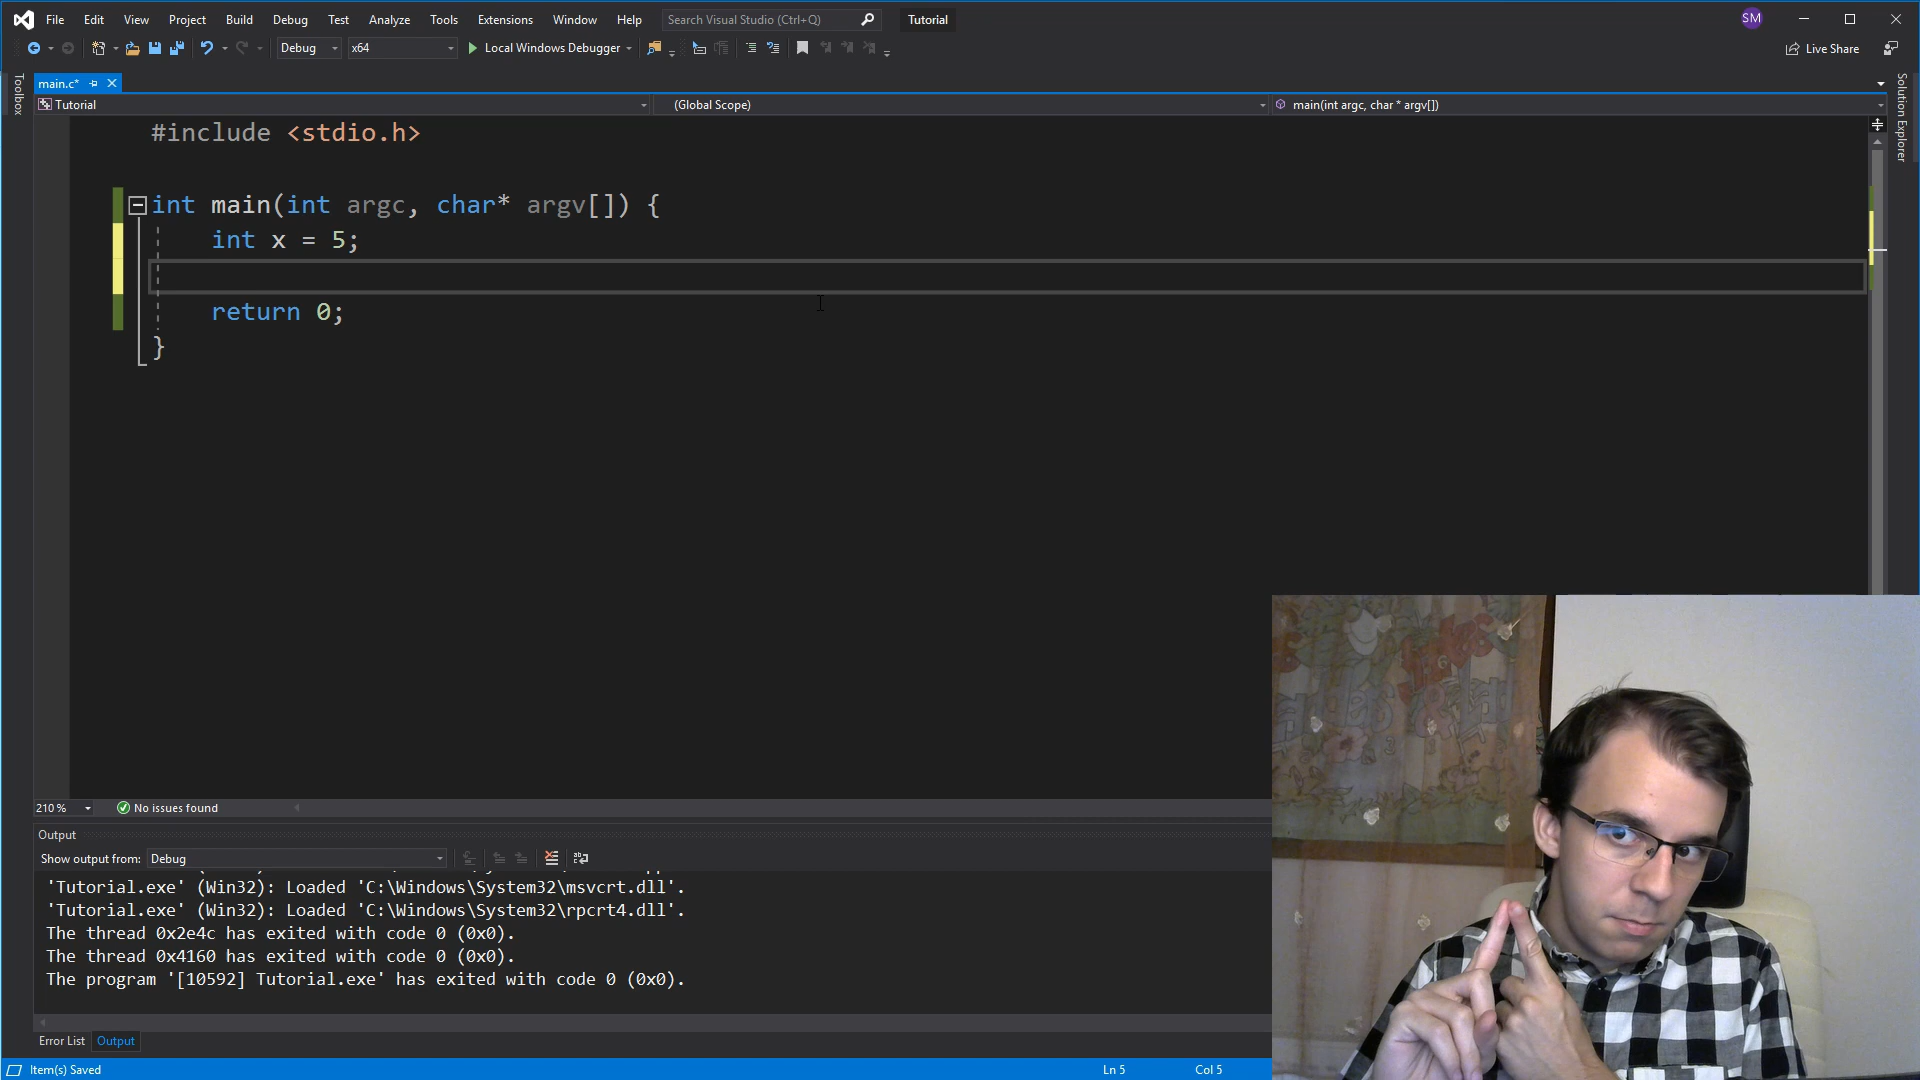 File Edit View Project Build Debug Test Analyze Tools Extensions Window Help Search Visual Studio (Ctrl+Q) Tutorial SM
Debug x64 Local Windows Debugger Live Share
Toolbox
main.c*
Solution Explorer
Tutorial (Global Scope) main(int argc, char * argv[])
#include <stdio.h>
int main(int argc, char* argv[]) {
int x = 5;
return 0;
}
210 % No issues found
Output
Show output from: Debug
'Tutorial.exe' (Win32): Loaded 'C:\Windows\System32\msvcrt.dll'.
'Tutorial.exe' (Win32): Loaded 'C:\Windows\System32\rpcrt4.dll'.
The thread 0x2e4c has exited with code 0 (0x0).
The thread 0x4160 has exited with code 0 (0x0).
The program '[10592] Tutorial.exe' has exited with code 0 (0x0).
Error List Output
Item(s) Saved Ln 5 Col 5